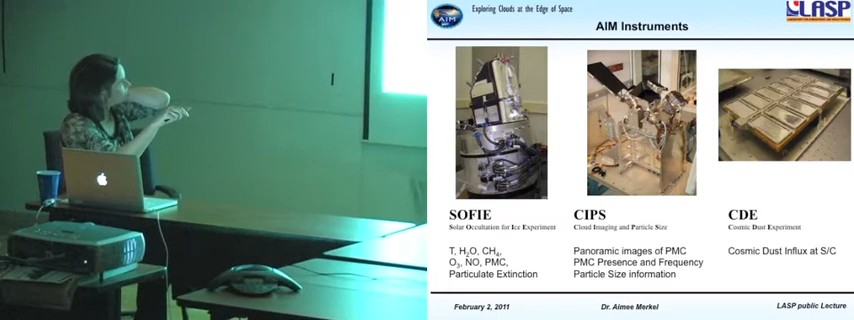 Exploring Clouds at the Edge of Space
AIM
LASP
AIM Instruments
SOFIE
Solar Occultation for Ice Experiment
T, H2O, CH4,
O3, NO, PMC,
Particulate Extinction
CIPS
Cloud Imaging and Particle Size
Panoramic images of PMC
PMC Presence and Frequency
Particle Size information
CDE
Cosmic Dust Experiment
Cosmic Dust Influx at S/C
February 2, 2011
Dr. Aimee Merkel
LASP public Lecture